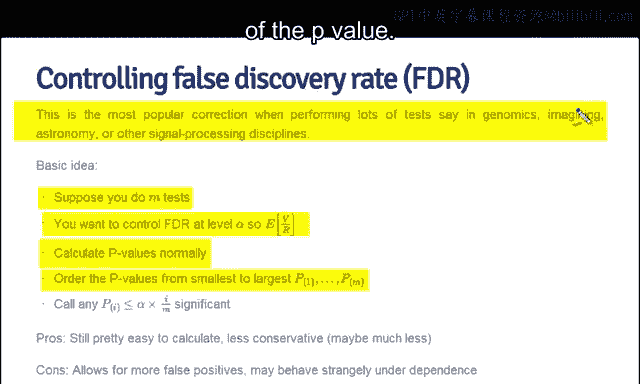 of the p value.
Controlling false discovery rate (FDR)
This is the most popular correction when performing lots of tests say in genomics, imaging,
astronomy, or other signal-processing disciplines.
Basic idea:
· Suppose you do m tests
· You want to control FDR at level α so E[V/R]
· Calculate P-values normally
· Order the P-values from smallest to largest P(1), ..., P(m)
· Call any P(i) ≤ α × i/m significant
Pros: Still pretty easy to calculate, less conservative (maybe much less)
Cons: Allows for more false positives, may behave strangely under dependence